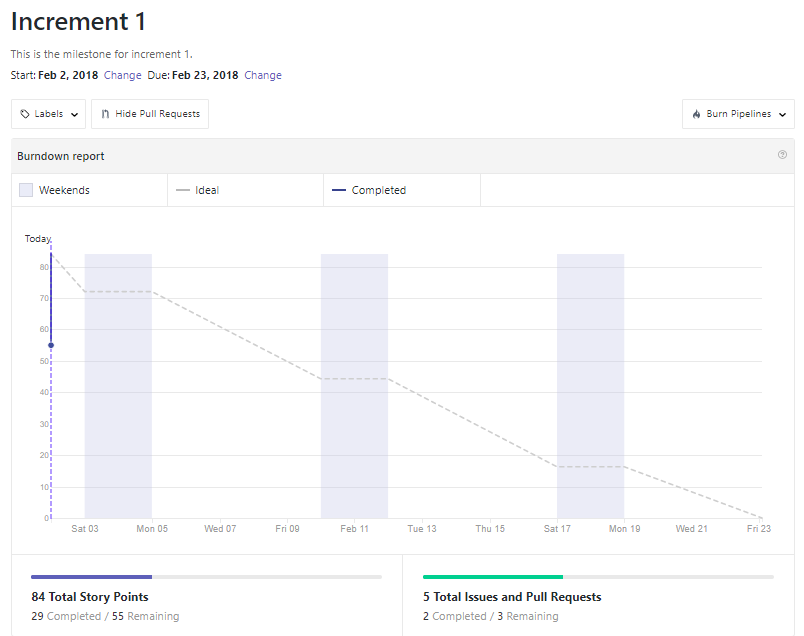 Increment 1
This is the milestone for increment 1.
Start: Feb 2, 2018 Change Due: Feb 23, 2018 Change
Labels Hide Pull Requests Burn Pipelines
Burndown report
Weekends Ideal Completed
Today
80
70
60
50
40
30
20
10
0
Sat 03 Mon 05 Wed 07 Fri 09 Feb 11 Tue 13 Thu 15 Sat 17 Mon 19 Wed 21 Fri 23
84 Total Story Points
29 Completed / 55 Remaining
5 Total Issues and Pull Requests
2 Completed / 3 Remaining